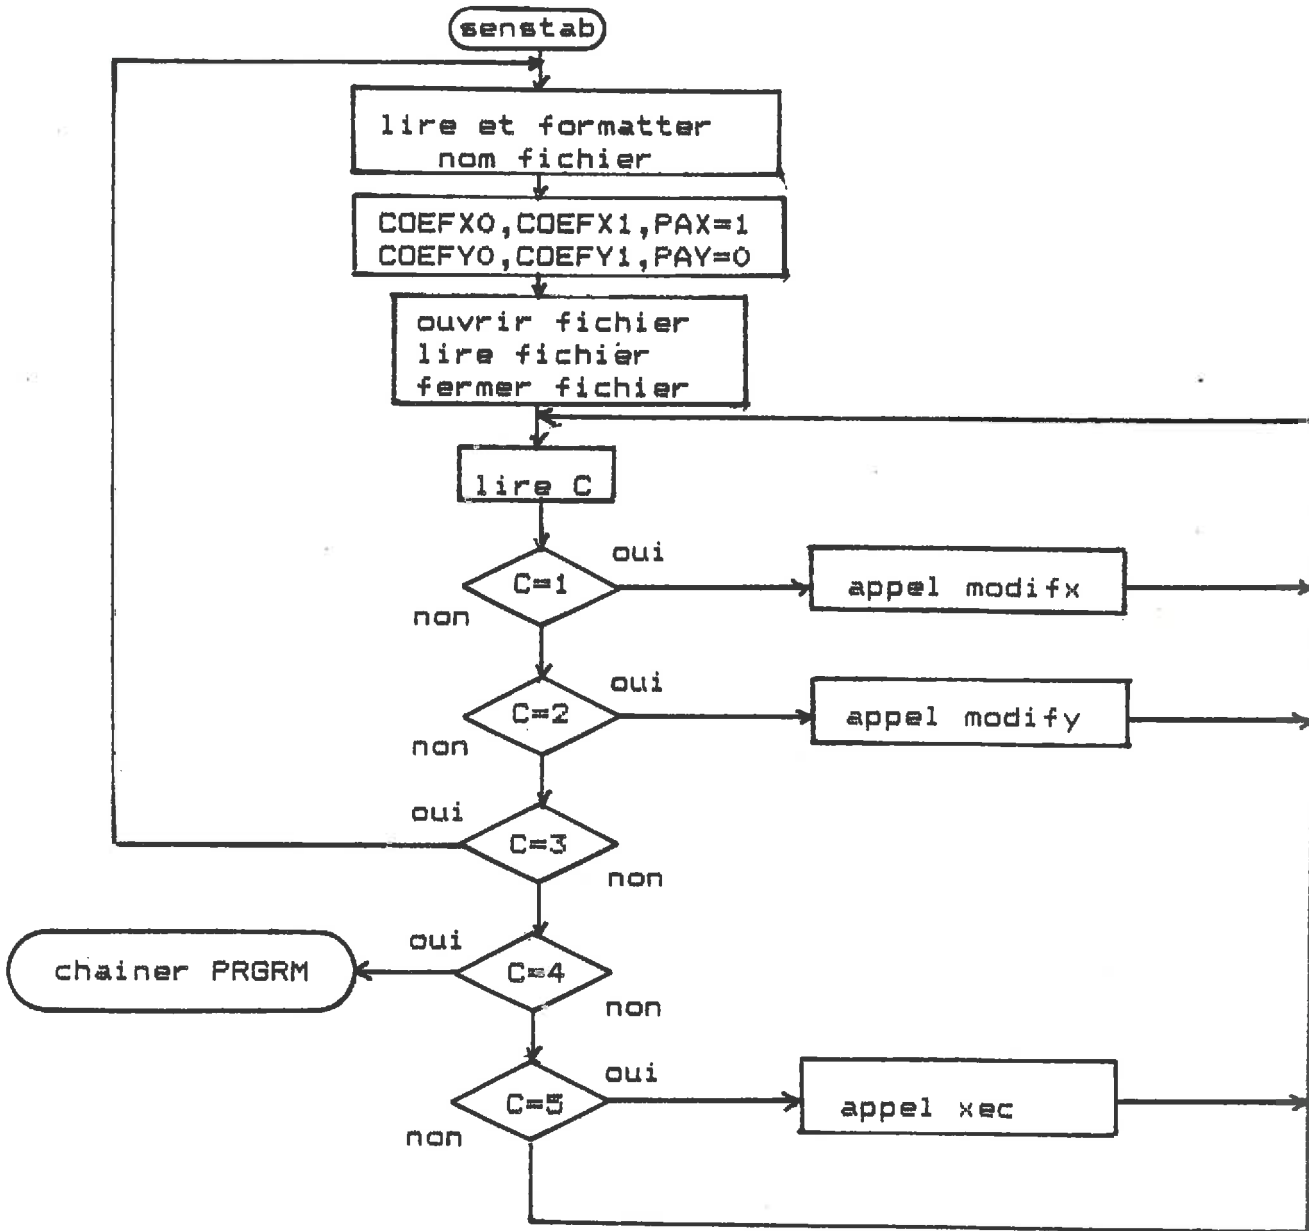 senstab
lire et formatter
nom fichier
COEFX0,COEFX1,PAX=1
COEFY0,COEFY1,PAY=0
ouvrir fichier
lire fichier
fermer fichier
lire C
C=1
oui
non
appel modifx
C=2
oui
non
appel modify
C=3
oui
non
C=4
oui
non
chainer PRGRM
C=5
oui
non
appel xec